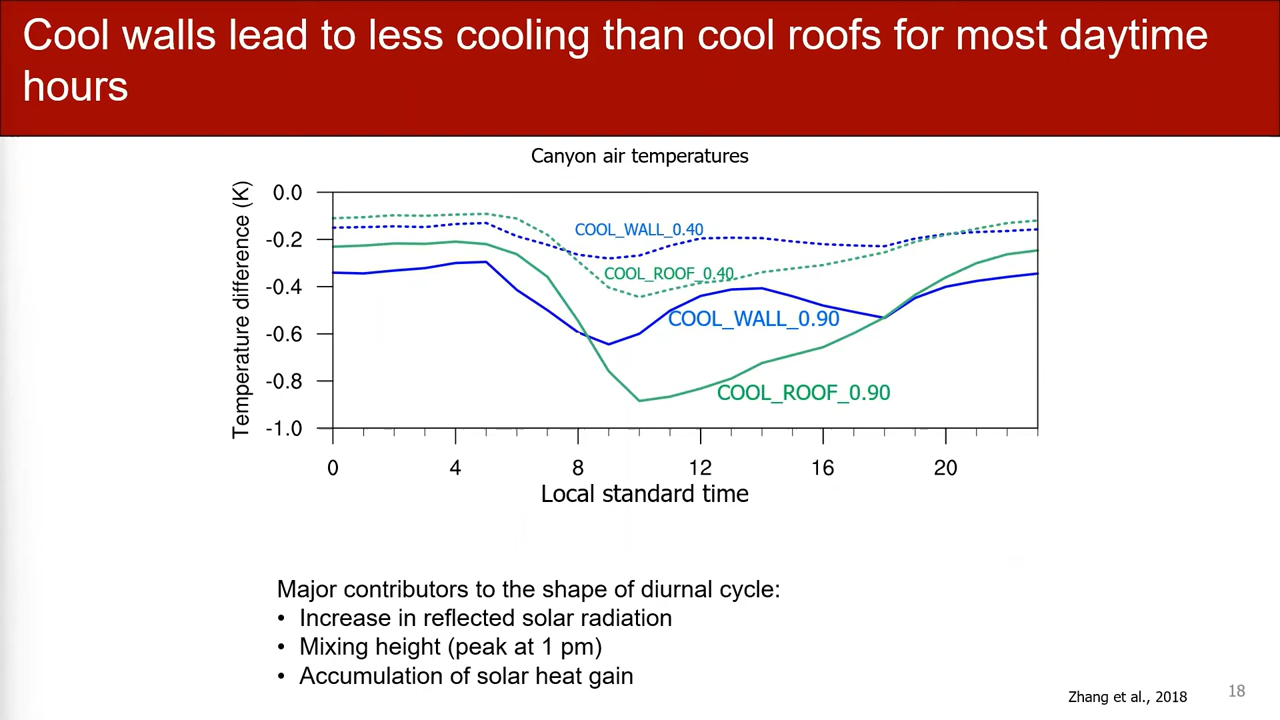 Cool walls lead to less cooling than cool roofs for most daytime
hours
Canyon air temperatures
Temperature difference (K)
0.0
-0.2
-0.4
-0.6
-0.8
-1.0
COOL_WALL_0.40
COOL_ROOF_0.40
COOL_WALL_0.90
COOL_ROOF_0.90
0 4 8 12 16 20
Local standard time
Major contributors to the shape of diurnal cycle:
• Increase in reflected solar radiation
• Mixing height (peak at 1 pm)
• Accumulation of solar heat gain
Zhang et al., 2018
18